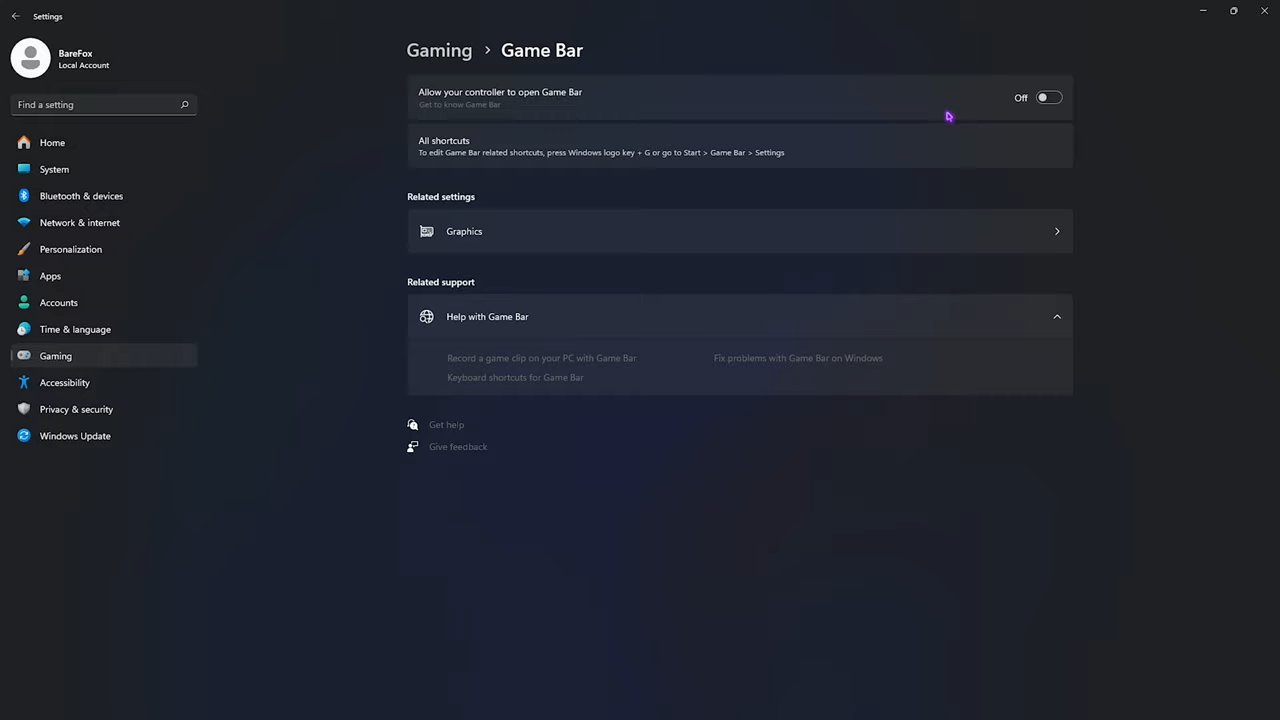 Settings
BareFox
Local Account
Find a setting
Home
System
Bluetooth & devices
Network & internet
Personalization
Apps
Accounts
Time & language
Gaming
Accessibility
Privacy & security
Windows Update
Gaming > Game Bar
Allow your controller to open Game Bar
Get to know Game Bar
Off
All shortcuts
To edit Game Bar related shortcuts, press Windows logo key + G or go to Start > Game Bar > Settings
Related settings
Graphics
Related support
Help with Game Bar
Record a game clip on your PC with Game Bar
Fix problems with Game Bar on Windows
Keyboard shortcuts for Game Bar
Get help
Give feedback